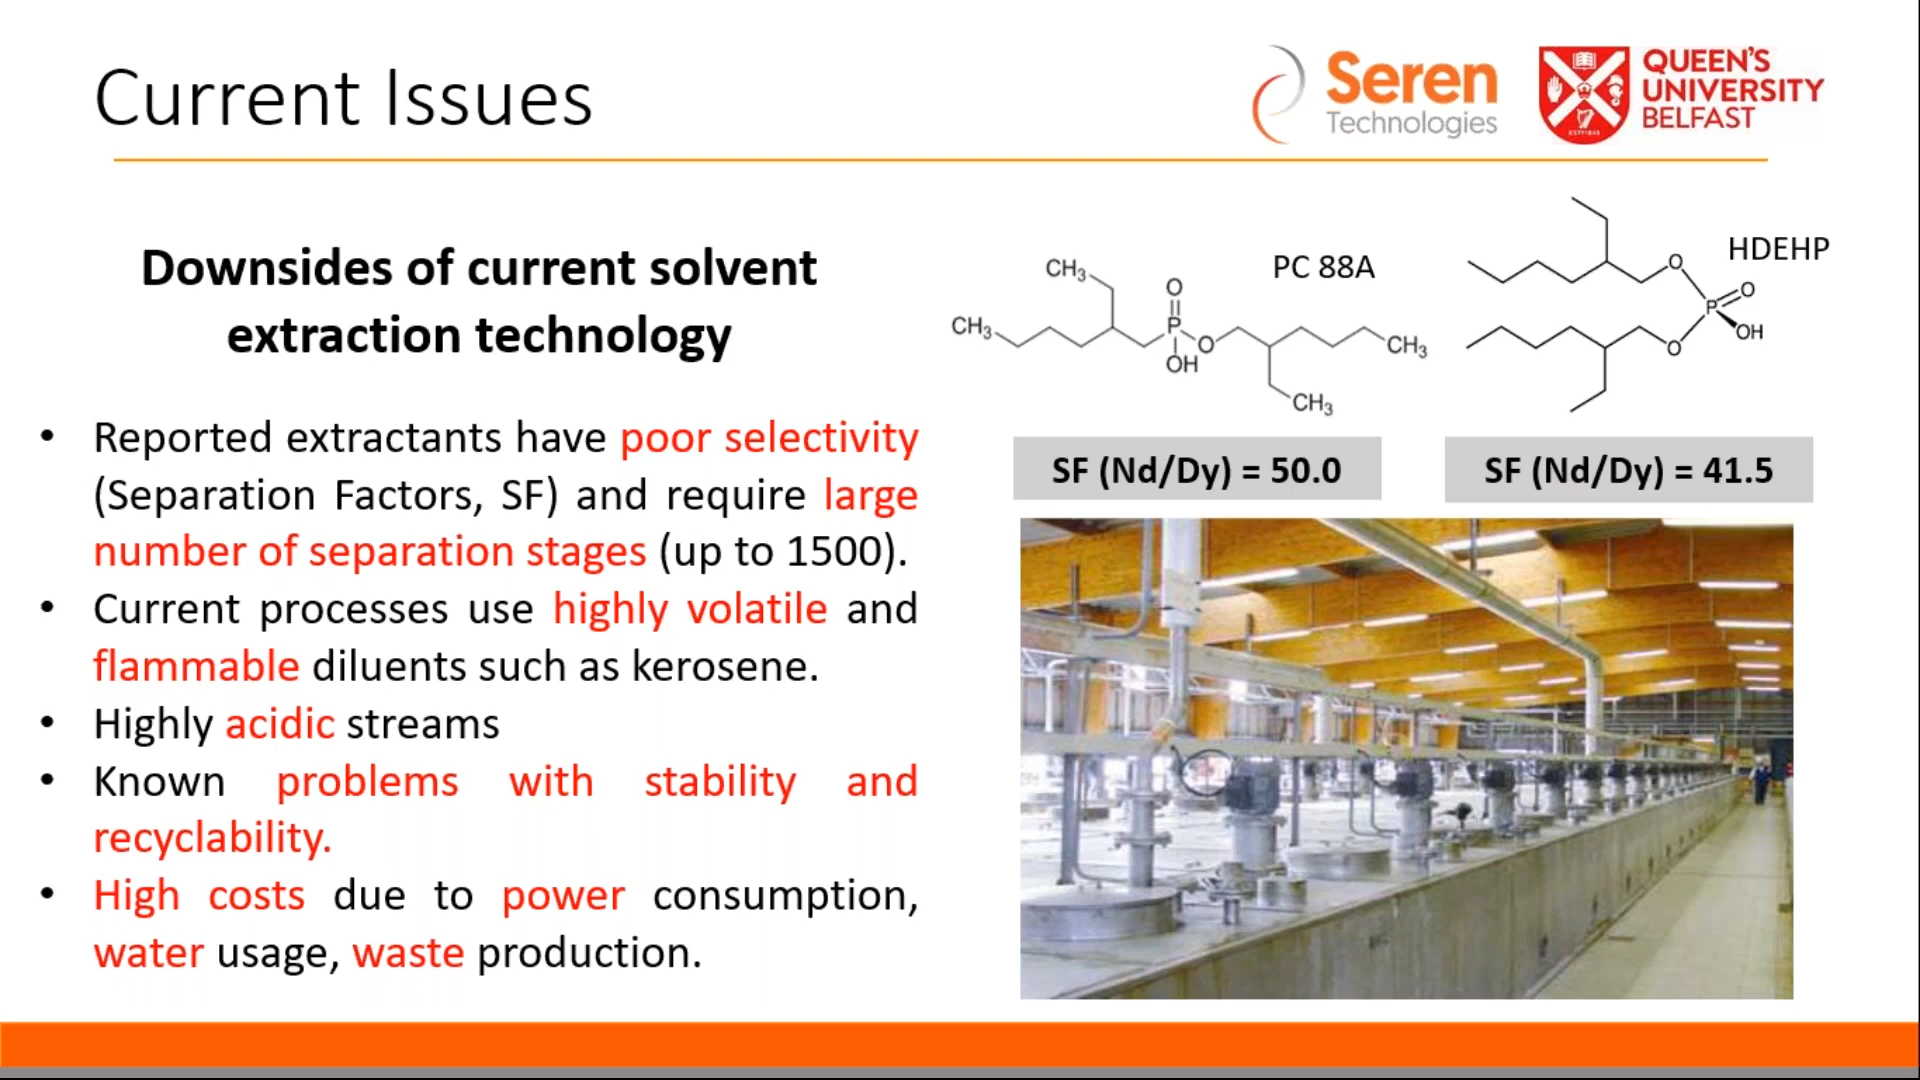 Current Issues
Seren
Technologies
QUEEN'S
UNIVERSITY
BELFAST
Downsides of current solvent
extraction technology
• Reported extractants have poor selectivity
(Separation Factors, SF) and require large
number of separation stages (up to 1500).
• Current processes use highly volatile and
flammable diluents such as kerosene.
• Highly acidic streams
• Known problems with stability and
recyclability.
• High costs due to power consumption,
water usage, waste production.
PC 88A
CH3
CH3
O
P
OH
O
CH3
CH3
HDEHP
O
P
O
OH
O
SF (Nd/Dy) = 50.0
SF (Nd/Dy) = 41.5